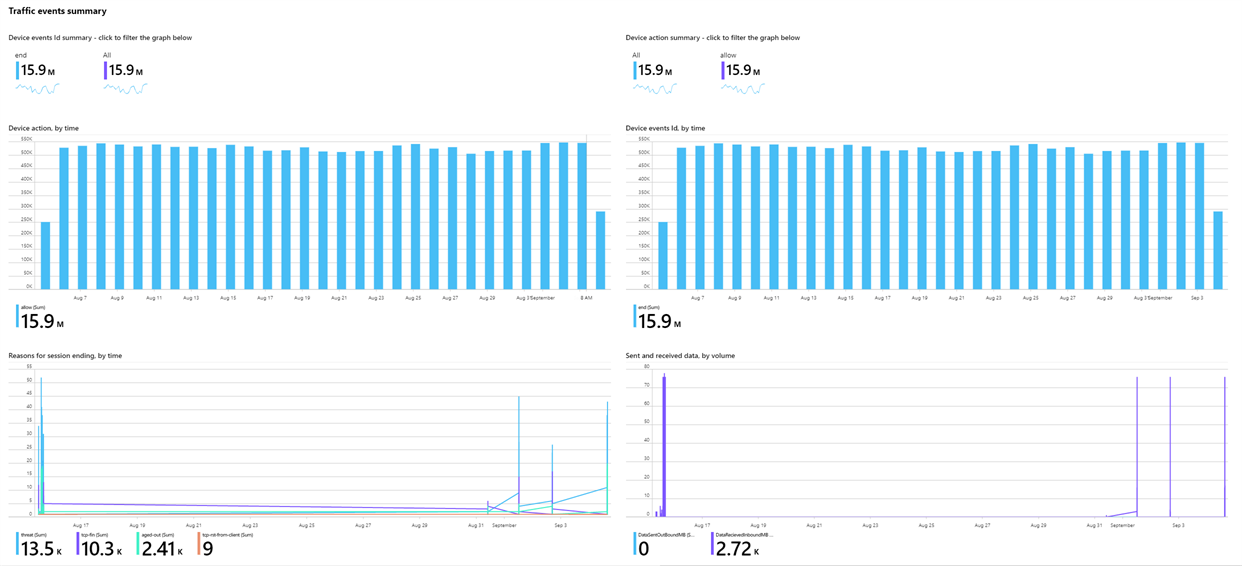 Traffic events summary
Device events Id summary - click to filter the graph below
end
15.9 M
All
15.9 M
Device action summary - click to filter the graph below
All
15.9 M
allow
15.9 M
Device action, by time
550K
500K
450K
400K
350K
300K
250K
200K
150K
100K
50K
0K
Aug 7 Aug 9 Aug 11 Aug 13 Aug 15 Aug 17 Aug 19 Aug 21 Aug 23 Aug 25 Aug 27 Aug 29 Aug 3 September 8 AM
allow (Sum)
15.9 M
Device events Id, by time
550K
500K
450K
400K
350K
300K
250K
200K
150K
100K
50K
0K
Aug 7 Aug 9 Aug 11 Aug 13 Aug 15 Aug 17 Aug 19 Aug 21 Aug 23 Aug 25 Aug 27 Aug 29 Aug 3 September Sep 3
end (Sum)
15.9 M
Reasons for session ending, by time
55
50
45
40
35
30
25
20
15
10
5
0
Aug 17 Aug 19 Aug 21 Aug 23 Aug 25 Aug 27 Aug 29 Aug 31 September Sep 3
threat (Sum)
13.5 K
tcp-fin (Sum)
10.3 K
aged-out (Sum)
2.41 K
tcp-rst-from-client (Sum)
9
Sent and received data, by volume
80
70
60
50
40
30
20
10
0
Aug 17 Aug 19 Aug 21 Aug 23 Aug 25 Aug 27 Aug 29 Aug 31 September Sep 3
DataSentOutBoundMB (S...
0
DataRecievedInboundMB ...
2.72 K